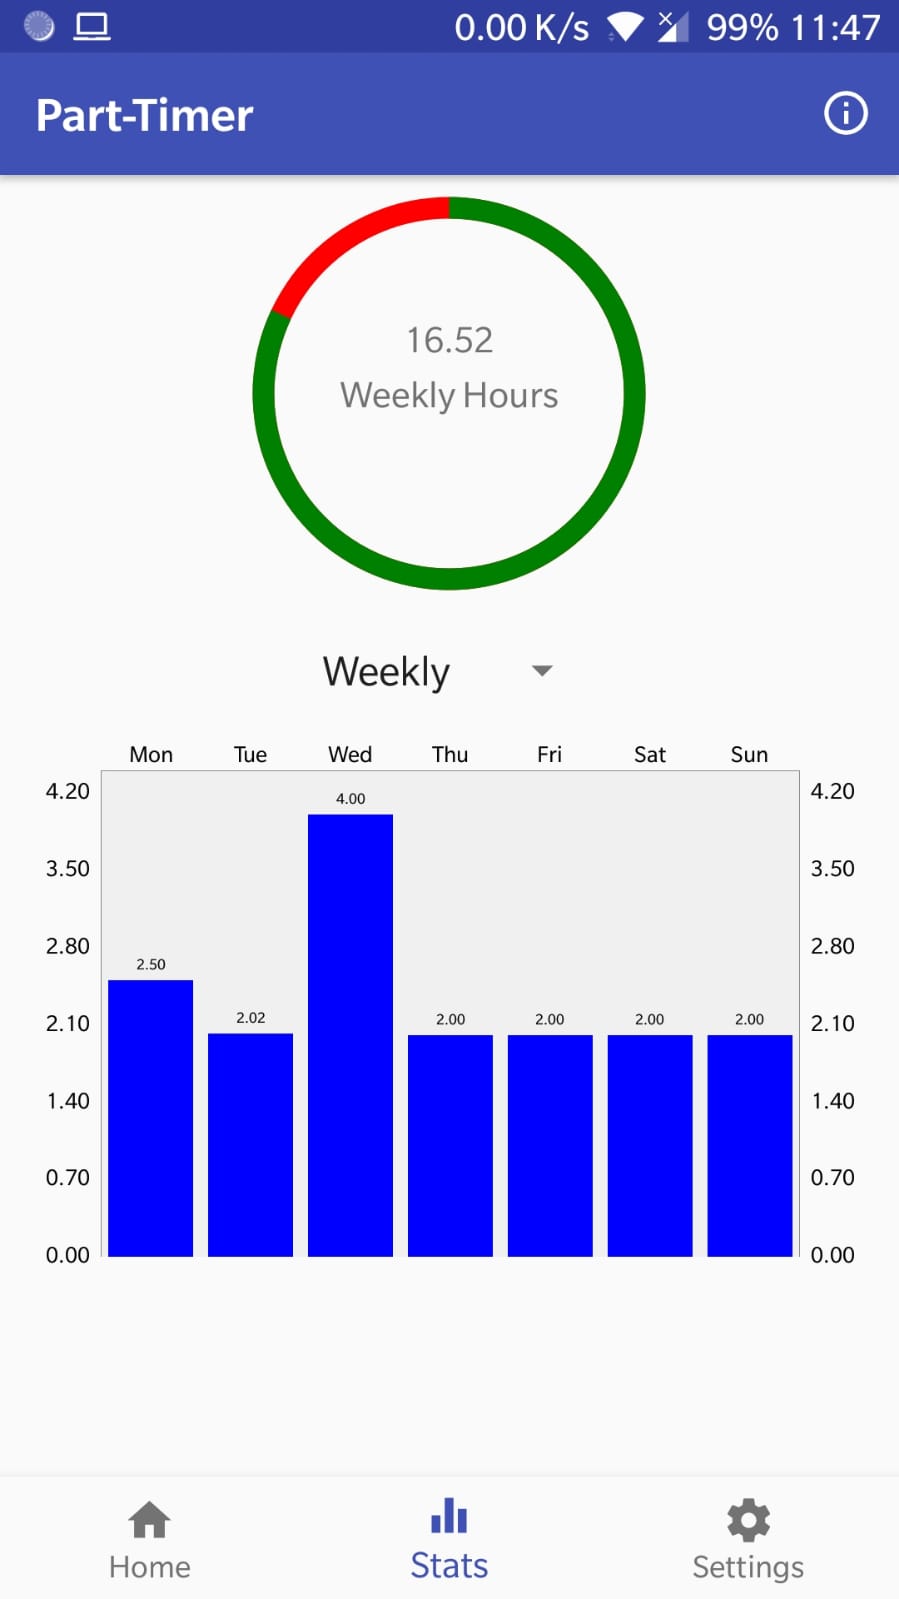 0.00 K/s 99% 11:47
Part-Timer
16.52
Weekly Hours
Weekly
Mon Tue Wed Thu Fri Sat Sun
4.20 4.20
4.00
3.50 3.50
2.80 2.80
2.50
2.10 2.02 2.00 2.00 2.00 2.00 2.10
1.40 1.40
0.70 0.70
0.00 0.00
Home Stats Settings